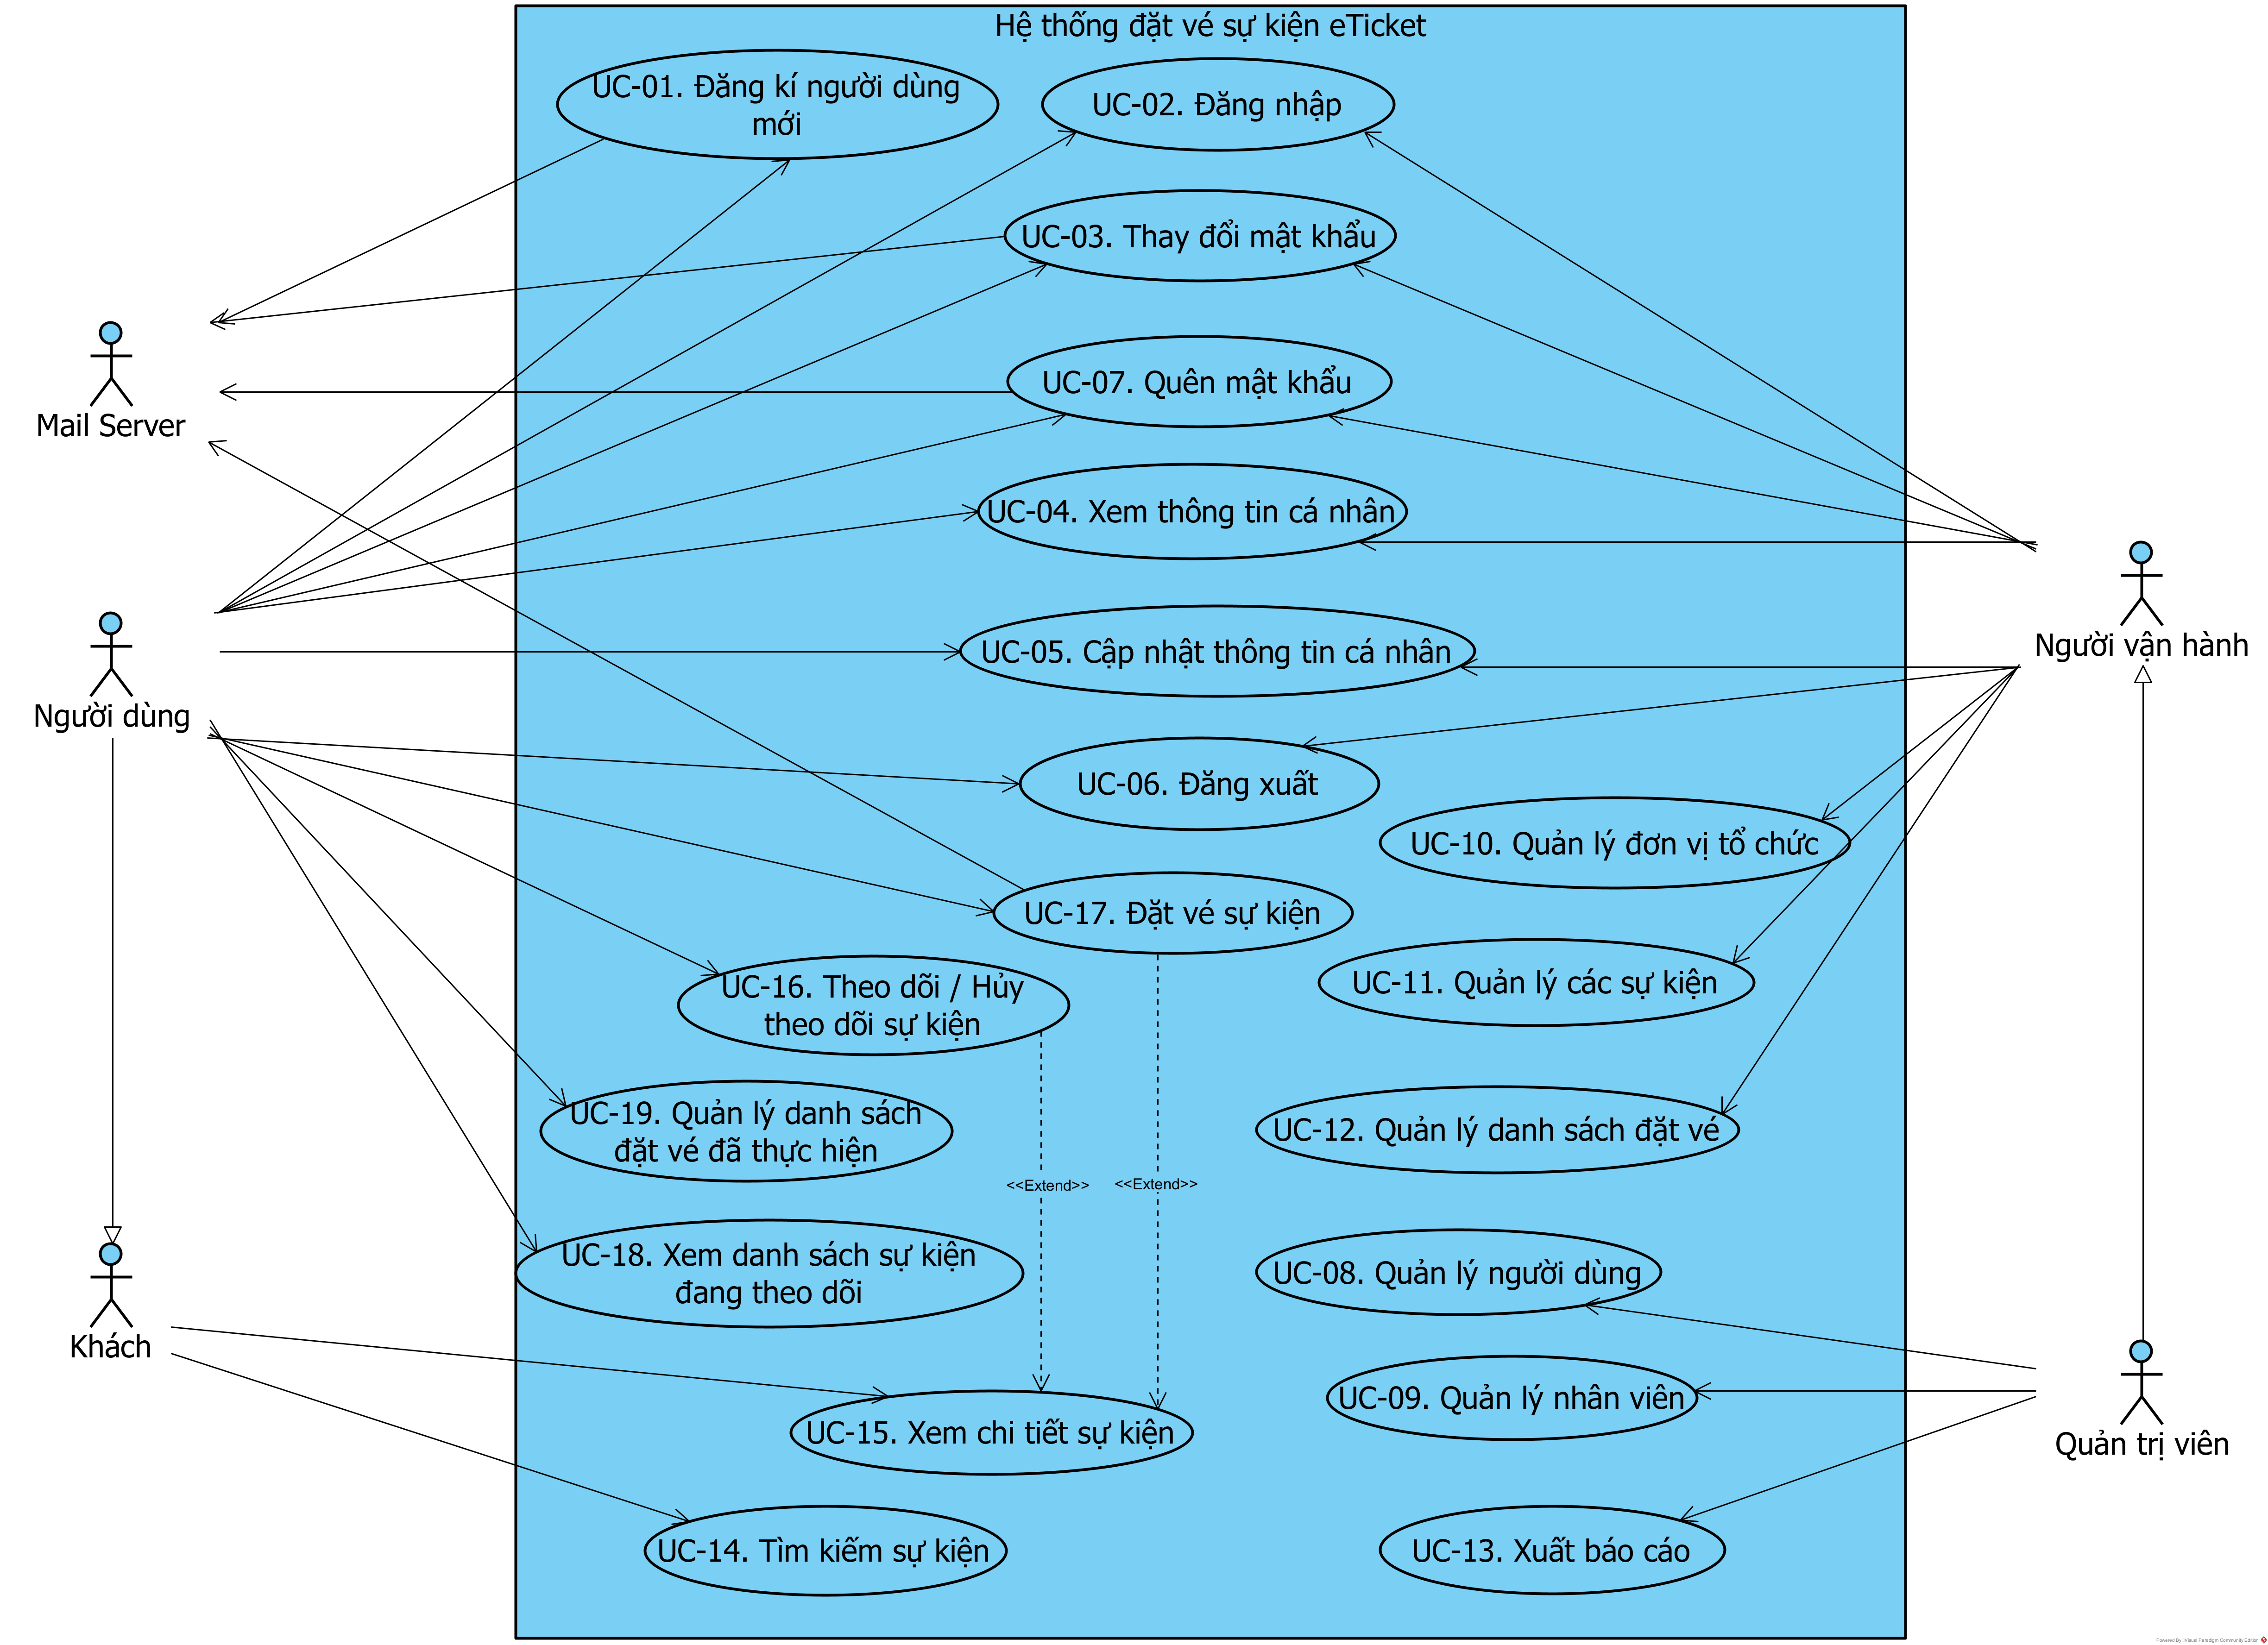 Hệ thống đặt vé sự kiện eTicket
UC-01. Đăng kí người dùng
mới
UC-02. Đăng nhập
UC-03. Thay đổi mật khẩu
UC-07. Quên mật khẩu
Mail Server
UC-04. Xem thông tin cá nhân
Người vận hành
UC-05. Cập nhật thông tin cá nhân
Người dùng
UC-06. Đăng xuất
UC-10. Quản lý đơn vị tổ chức
UC-17. Đặt vé sự kiện
UC-11. Quản lý các sự kiện
UC-16. Theo dõi / Hủy
theo dõi sự kiện
UC-19. Quản lý danh sách
đặt vé đã thực hiện
UC-12. Quản lý danh sách đặt vé
<<Extend>>
<<Extend>>
UC-18. Xem danh sách sự kiện
đang theo dõi
UC-08. Quản lý người dùng
Khách
UC-09. Quản lý nhân viên
UC-15. Xem chi tiết sự kiện
Quản trị viên
UC-14. Tìm kiếm sự kiện
UC-13. Xuất báo cáo
Powered By: Visual Paradigm Community Edition